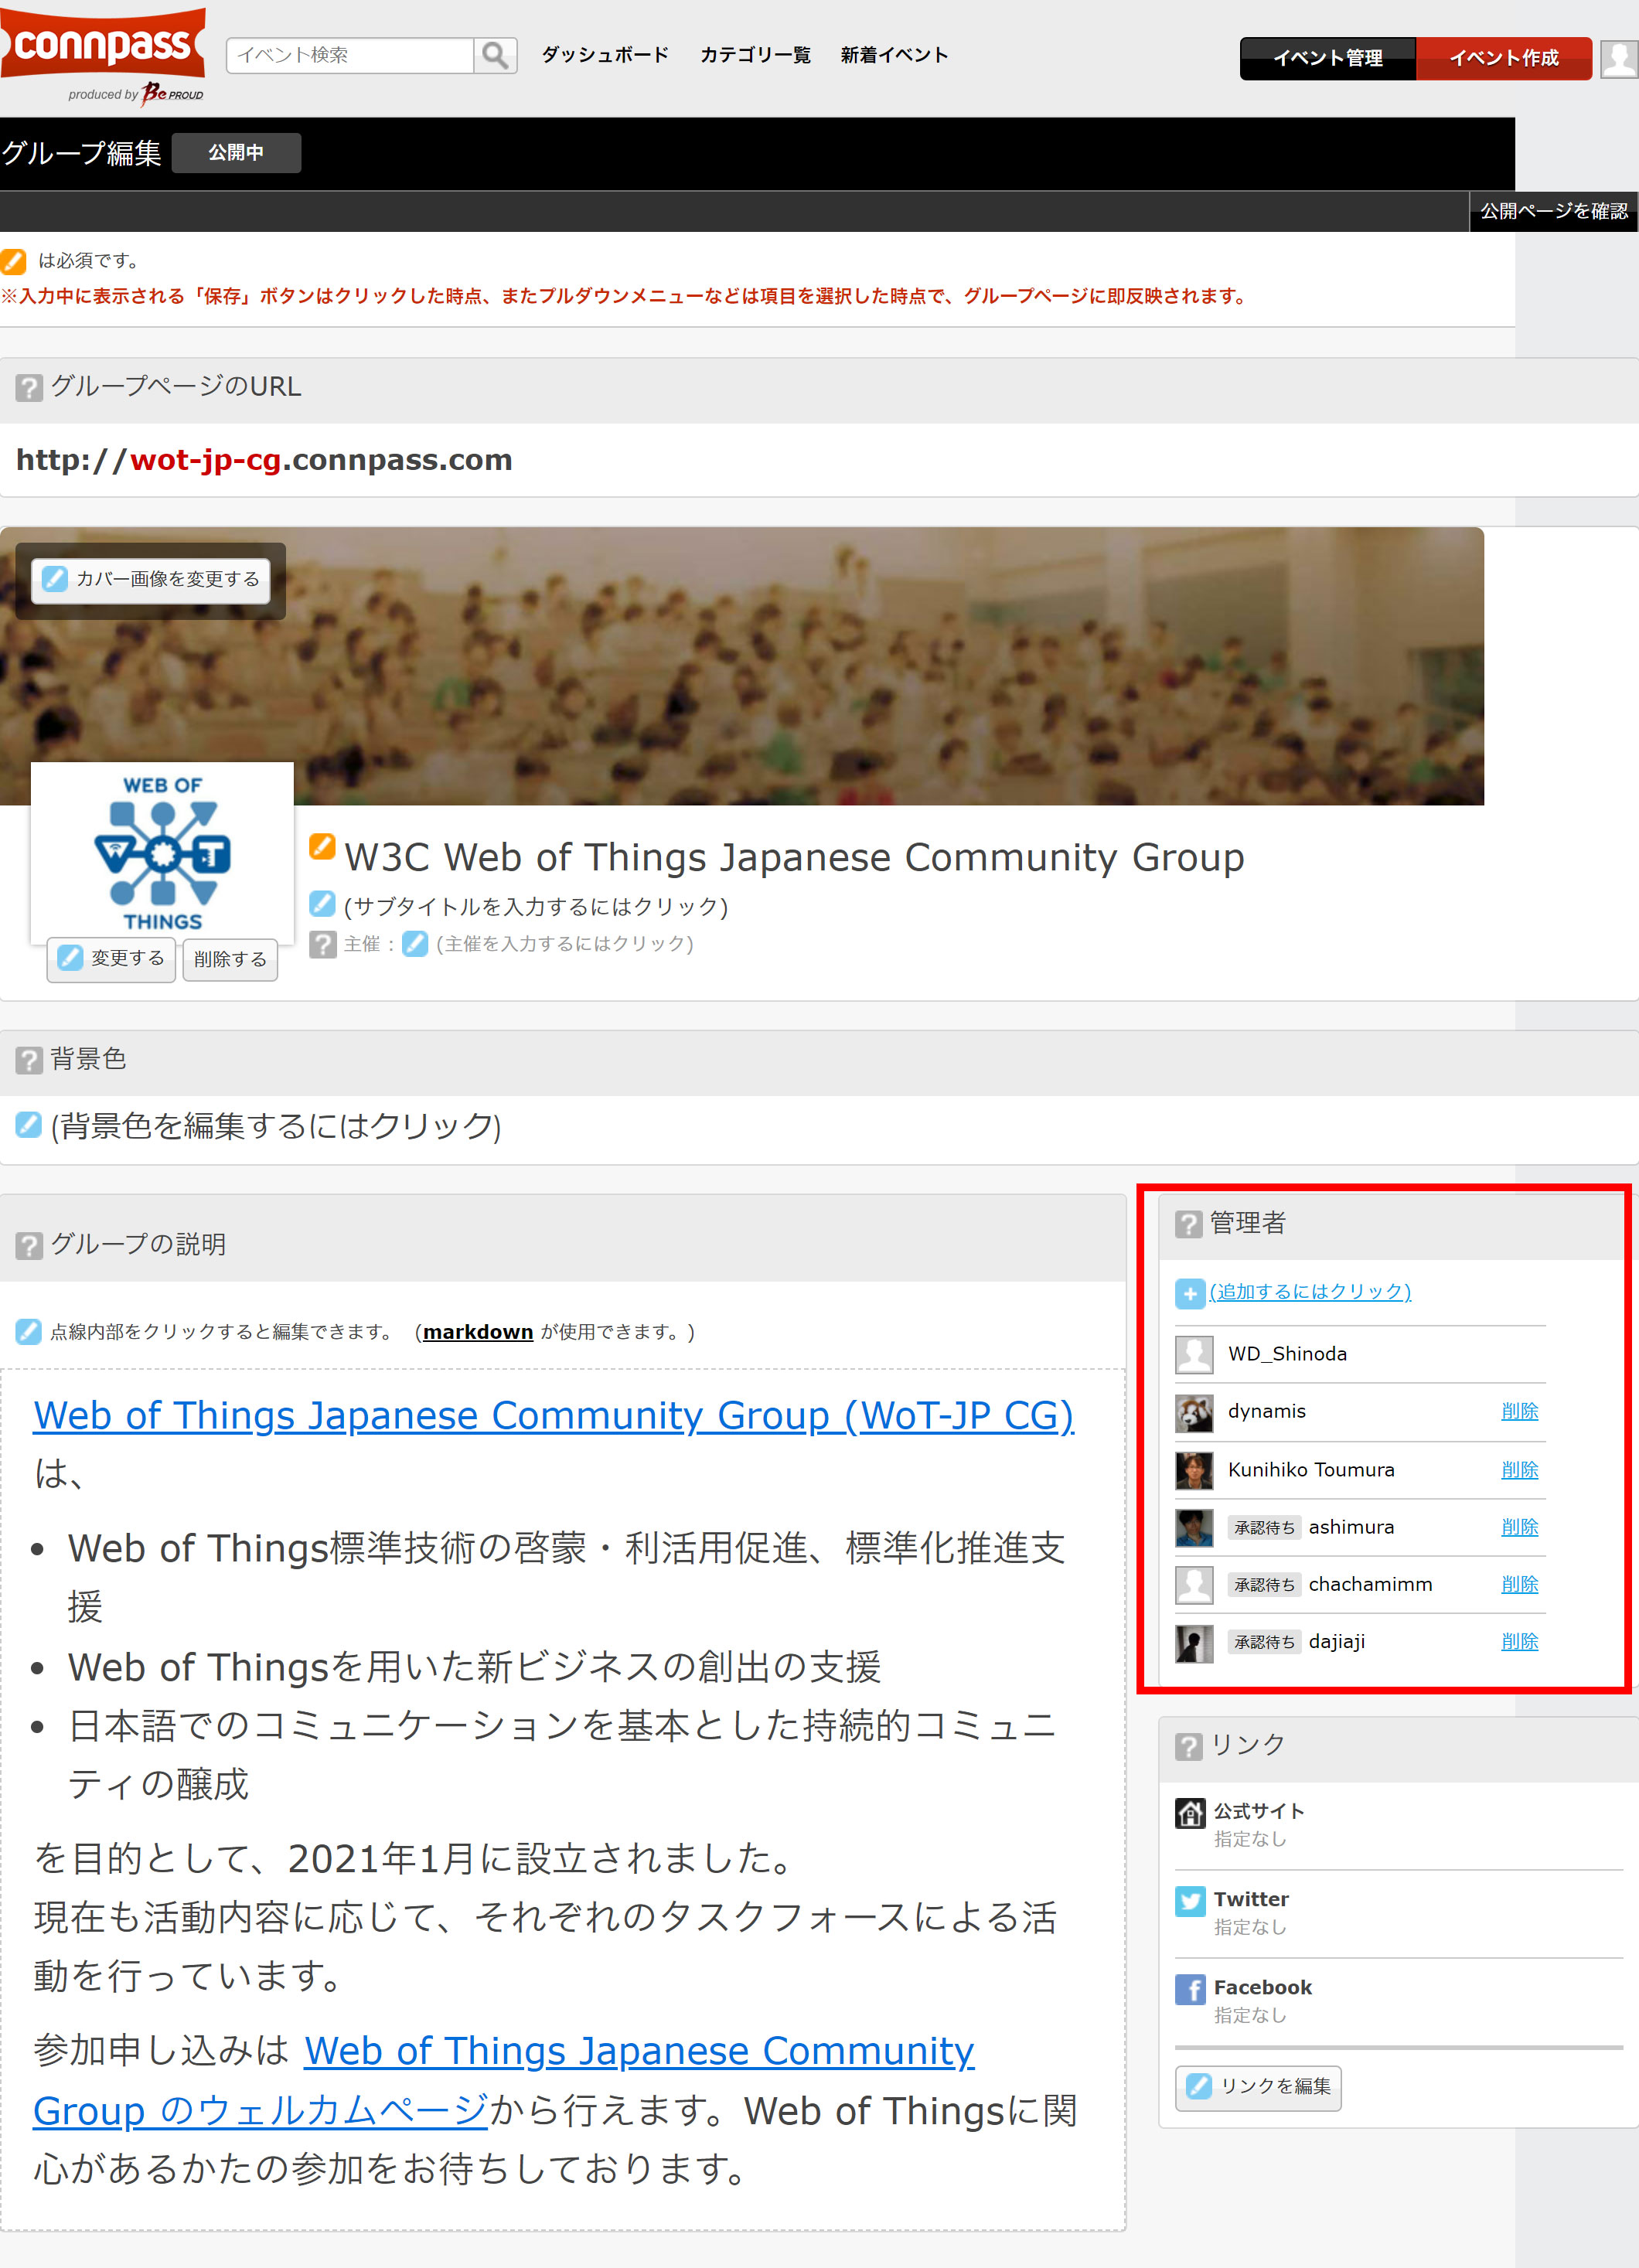 connpass
produced by Be PROUD
イベント検索
ダッシュボード
カテゴリ一覧
新着イベント
イベント管理
イベント作成
グループ編集
公開中
公開ページを確認
は必須です。
※入力中に表示される「保存」ボタンはクリックした時点、またプルダウンメニューなどは項目を選択した時点で、グループページに即反映されます。
? グループページのURL
http://wot-jp-cg.connpass.com
カバー画像を変更する
WEB OF
W T
THINGS
変更する
削除する
W3C Web of Things Japanese Community Group
(サブタイトルを入力するにはクリック)
? 主催： (主催を入力するにはクリック)
? 背景色
(背景色を編集するにはクリック)
? グループの説明
点線内部をクリックすると編集できます。 （markdown が使用できます。）
Web of Things Japanese Community Group (WoT-JP CG)
は、
• Web of Things標準技術の啓蒙・利活用促進、標準化推進支
援
• Web of Thingsを用いた新ビジネスの創出の支援
• 日本語でのコミュニケーションを基本とした持続的コミュニ
ティの醸成
を目的として、2021年1月に設立されました。
現在も活動内容に応じて、それぞれのタスクフォースによる活
動を行っています。
参加申し込みは Web of Things Japanese Community
Group のウェルカムページから行えます。Web of Thingsに関
心があるかたの参加をお待ちしております。
? 管理者
+ (追加するにはクリック)
WD_Shinoda
dynamis 削除
Kunihiko Toumura 削除
承認待ち ashimura 削除
承認待ち chachamimm 削除
承認待ち dajiaji 削除
? リンク
公式サイト
指定なし
Twitter
指定なし
f Facebook
指定なし
リンクを編集